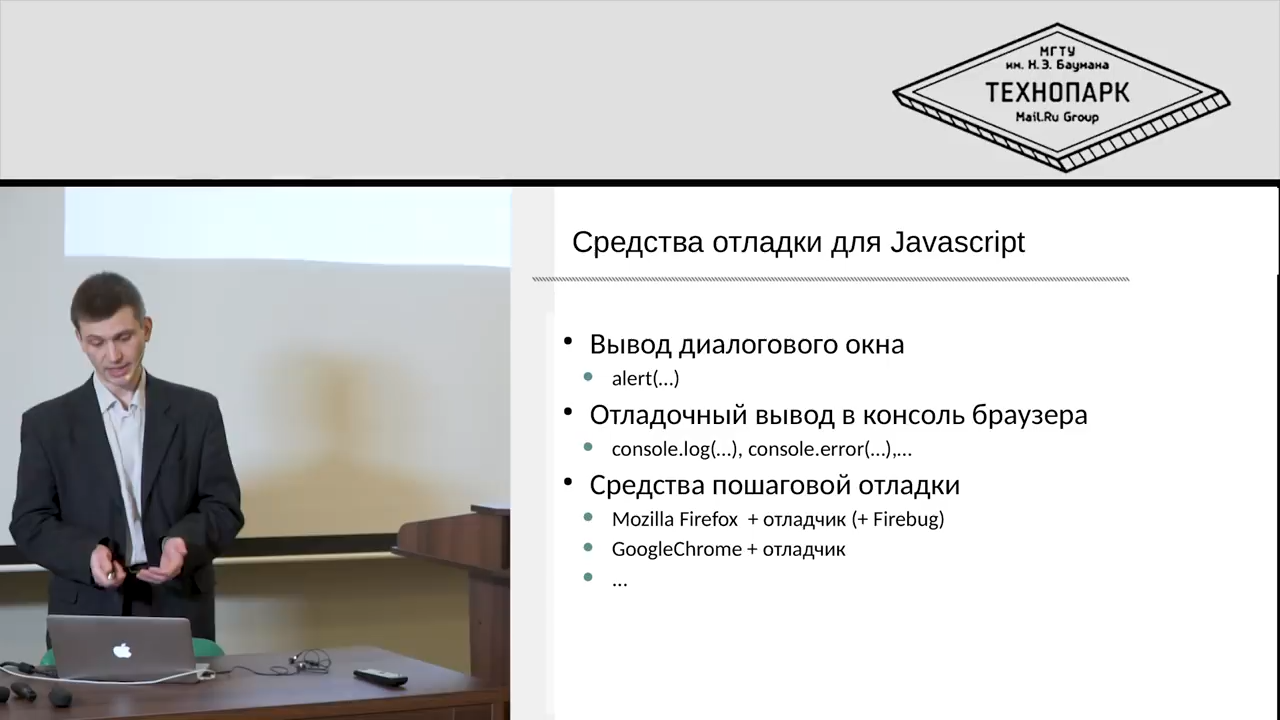 МГТУ
им. Н.Э. Баумана
ТЕХНОПАРК
Mail.Ru Group
Средства отладки для Javascript
• Вывод диалогового окна
• alert(...)
• Отладочный вывод в консоль браузера
• console.log(...), console.error(...),...
• Средства пошаговой отладки
• Mozilla Firefox + отладчик (+ Firebug)
• GoogleChrome + отладчик
• ...